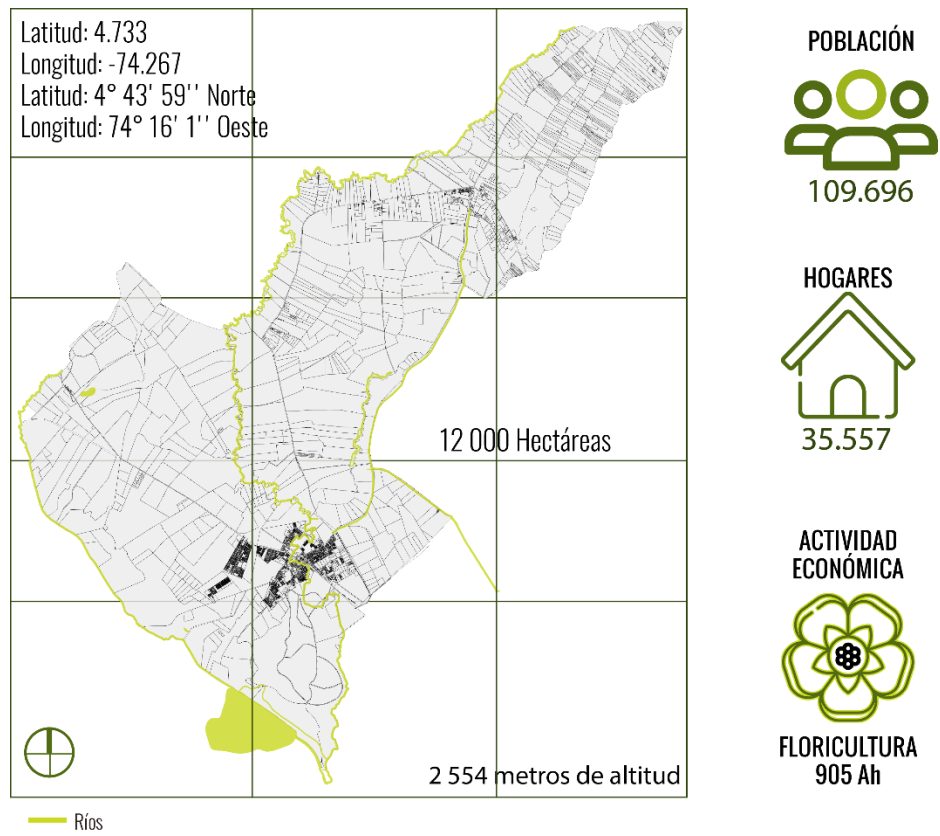 Latitud: 4.733
Longitud: -74.267
Latitud: 4° 43' 59'' Norte
Longitud: 74° 16' 1'' Oeste
12 000 Hectáreas
2 554 metros de altitud
Ríos
POBLACIÓN
109.696
HOGARES
35.557
ACTIVIDAD
ECONÓMICA
FLORICULTURA
905 Ah